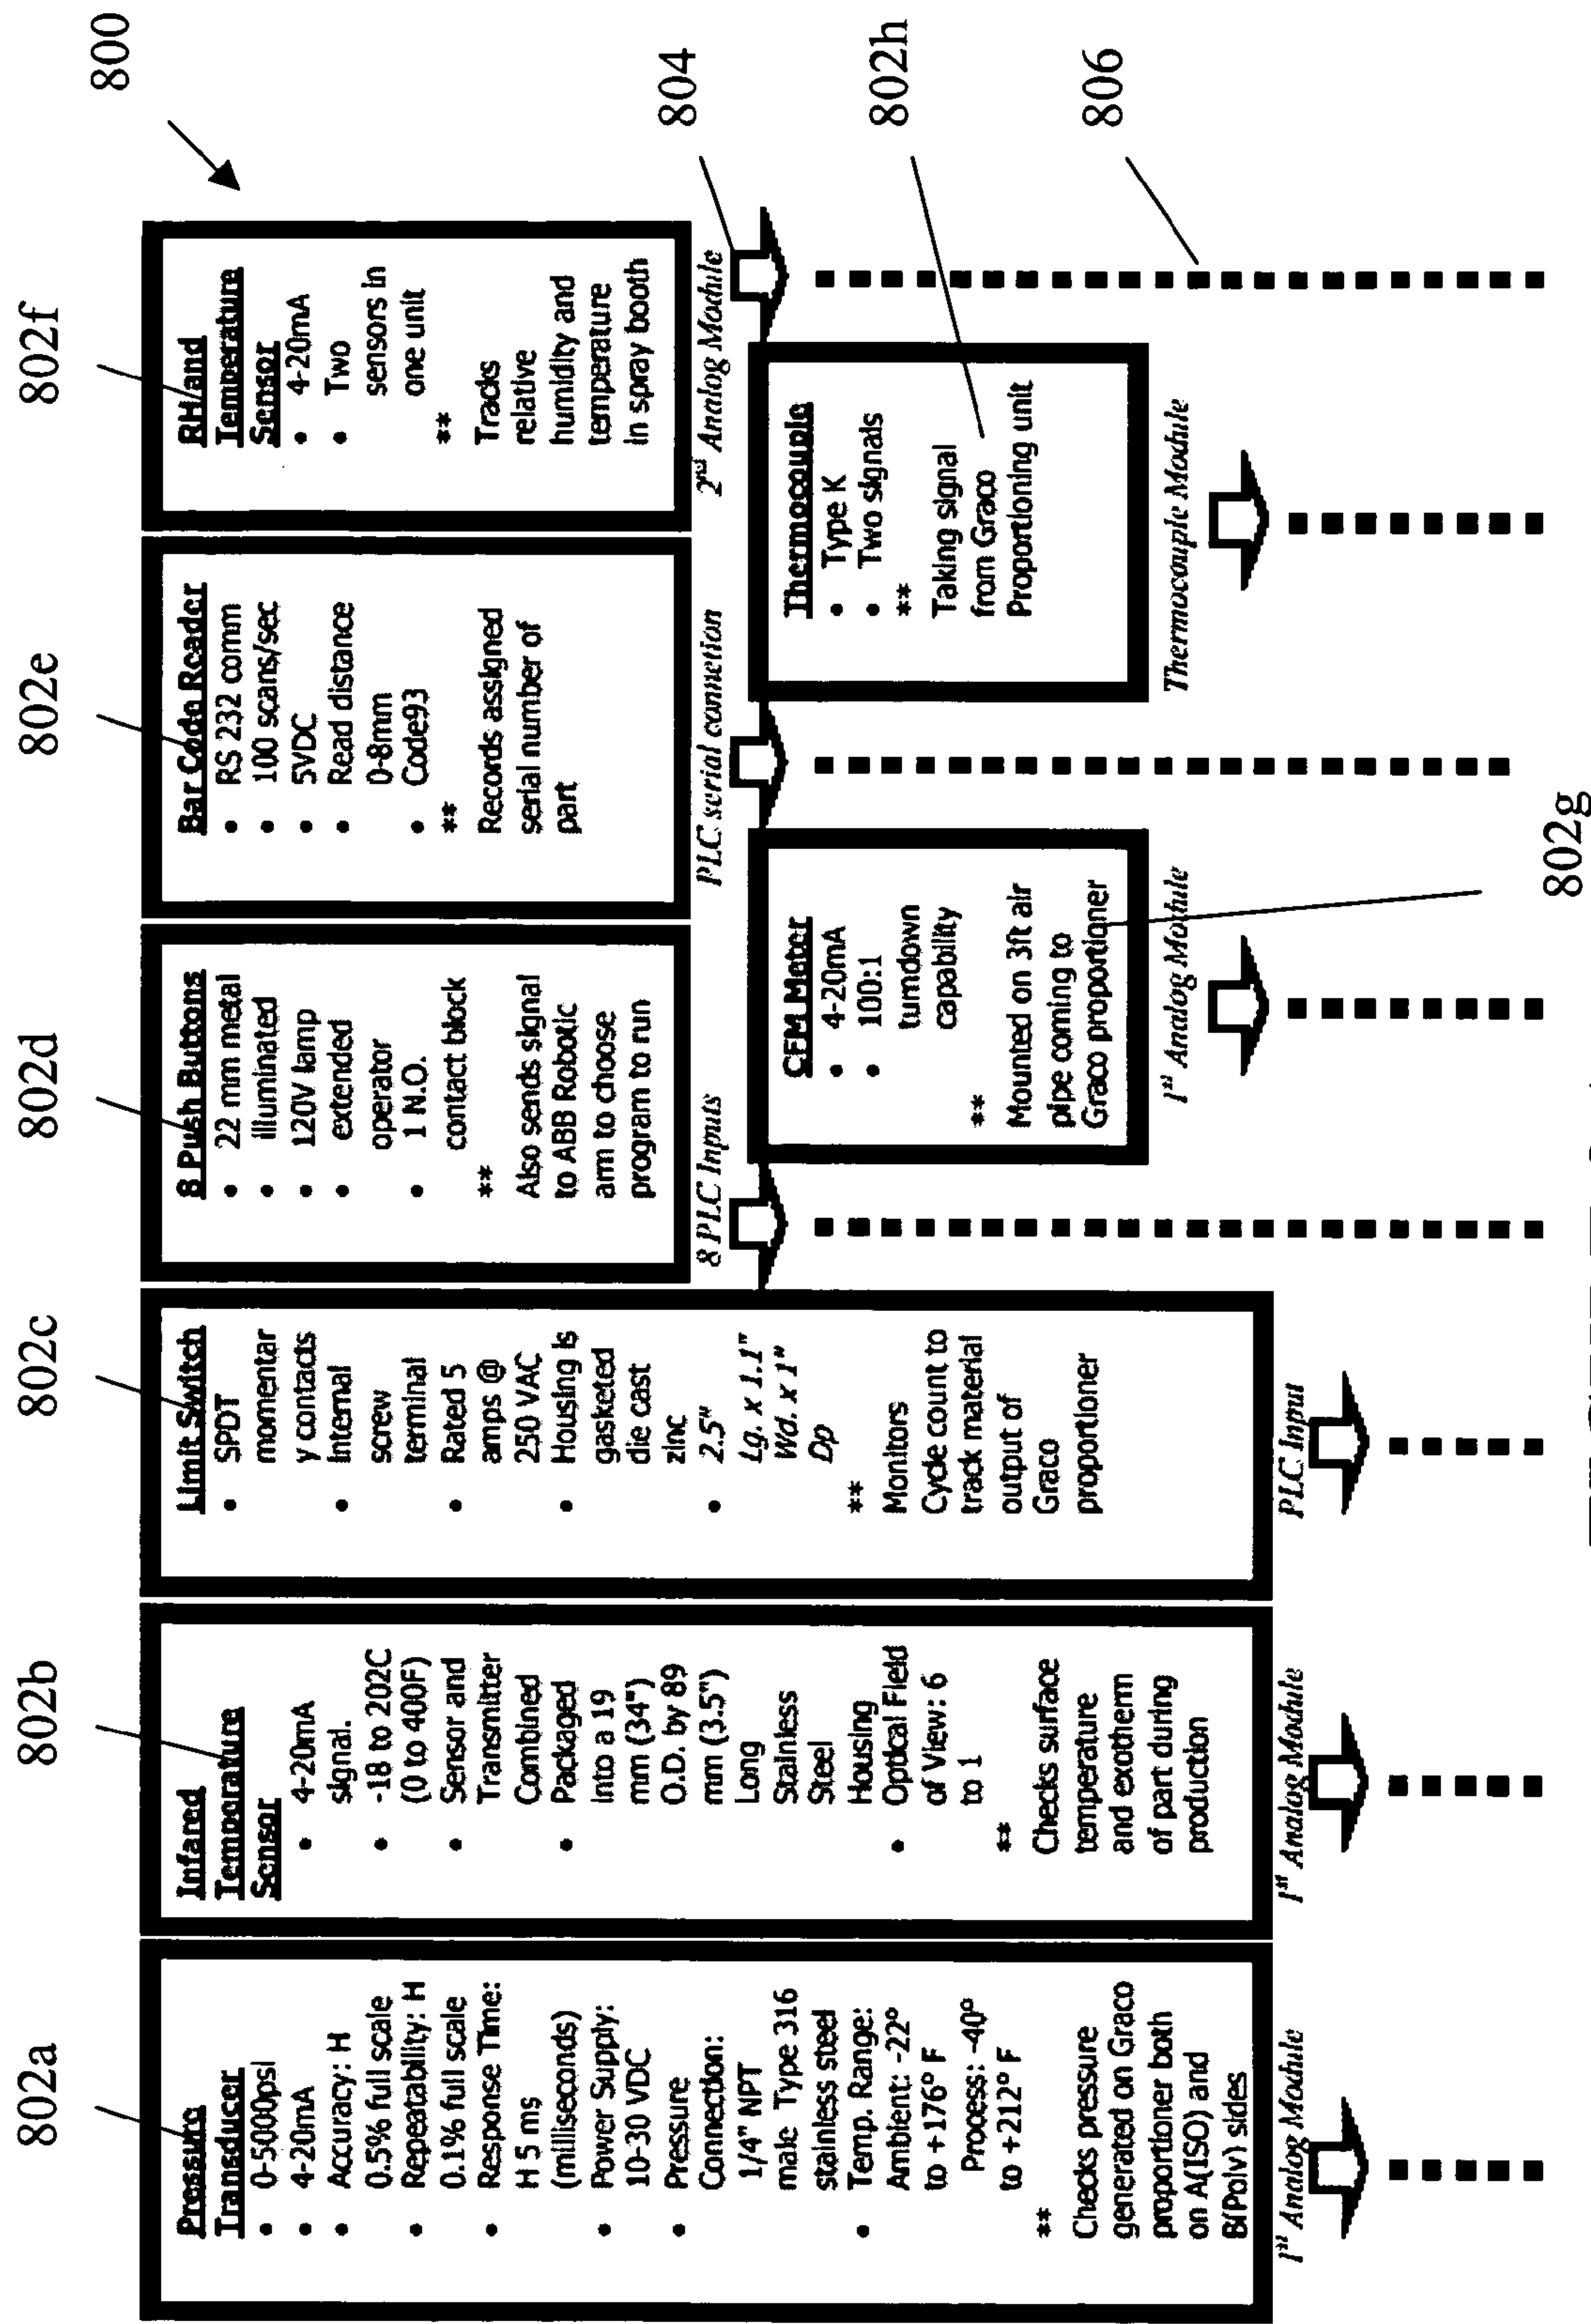 800
802a
802b
802c
802d
802e
802f
Pressure
Transducer
• 0-5000psi
• 4-20mA
• Accuracy: H
0.5% full scale
• Repeatability: H
0.1% full scale
• Response Time:
H 5 ms
(milliseconds)
• Power Supply:
10-30 VDC
• Pressure
Connection:
1/4" NPT
male Type 316
stainless steel
• Temp. Range:
Ambient: -22°
to +176° F
Process: -40°
to +212° F
**
Checks pressure
generated on Graco
proportioner both
on A(ISO) and
B(Poly) sides
1st Analog Module
Infared
Temperature
Sensor
• 4-20mA
signal.
• -18 to 202C
(0 to 400F)
• Sensor and
Transmitter
Combined
• Packaged
Into a 19
mm (34")
O.D. by 89
mm (3.5")
Long
Stainless
Steel
Housing
• Optical Field
of View: 6
to 1
**
Checks surface
temperature
and exotherm
of part during
production
1st Analog Module
Limit Switch
• SPDT
momentar
y contacts
• Internal
screw
terminal
• Rated 5
amps @
250 VAC
• Housing is
gasketed
die cast
zinc
• 2.5"
Lg. x 1.1"
Wd. x 1"
Dp
**
Monitors
Cycle count to
track material
output of
Graco
proportioner
PLC Input
8 Push Buttons
• 22 mm metal
• illuminated
• 120V lamp
• extended
operator
• 1 N.O.
contact block
**
Also sends signal
to ABB Robotic
arm to choose
program to run
8 PLC Inputs
Bar Code Reader
• RS 232 comm
• 100 scans/sec
• 5VDC
• Read distance
0-8mm
• Code93
**
Records assigned
serial number of
part
PLC serial connetion
RH/and
Temperature
Sensor
• 4-20mA
• Two
sensors in
one unit
**
Tracks
relative
humidity and
temperature
in spray booth
2nd Analog Module
804
CFM Meter
• 4-20mA
• 100:1
turndown
capability
**
Mounted on 3ft air
pipe coming to
Graco proportioner
1st Analog Module
802g
Thermocouple
• Type K
• Two signals
**
Taking signal
from Graco
Proportioning unit
Thermocouple Module
802h
806